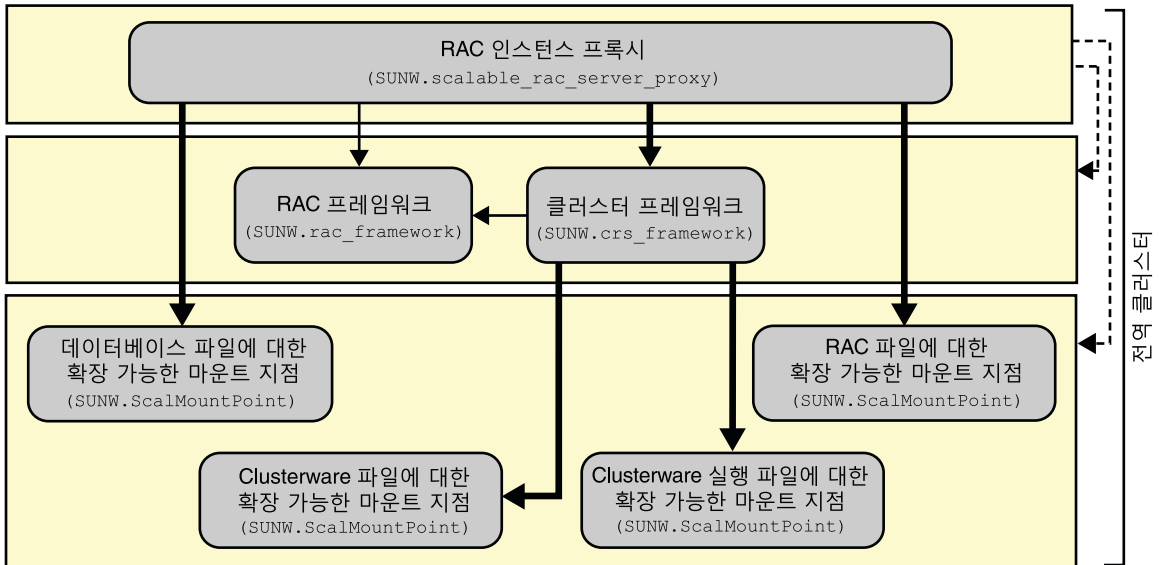 RAC 인스턴스 프록시
(SUNW.scalable_rac_server_proxy)
RAC 프레임워크
(SUNW.rac_framework)
클러스터 프레임워크
(SUNW.crs_framework)
데이터베이스 파일에 대한
확장 가능한 마운트 지점
(SUNW.ScalMountPoint)
RAC 파일에 대한
확장 가능한 마운트 지점
(SUNW.ScalMountPoint)
Clusterware 파일에 대한
확장 가능한 마운트 지점
(SUNW.ScalMountPoint)
Clusterware 실행 파일에 대한
확장 가능한 마운트 지점
(SUNW.ScalMountPoint)
전역 클러스터